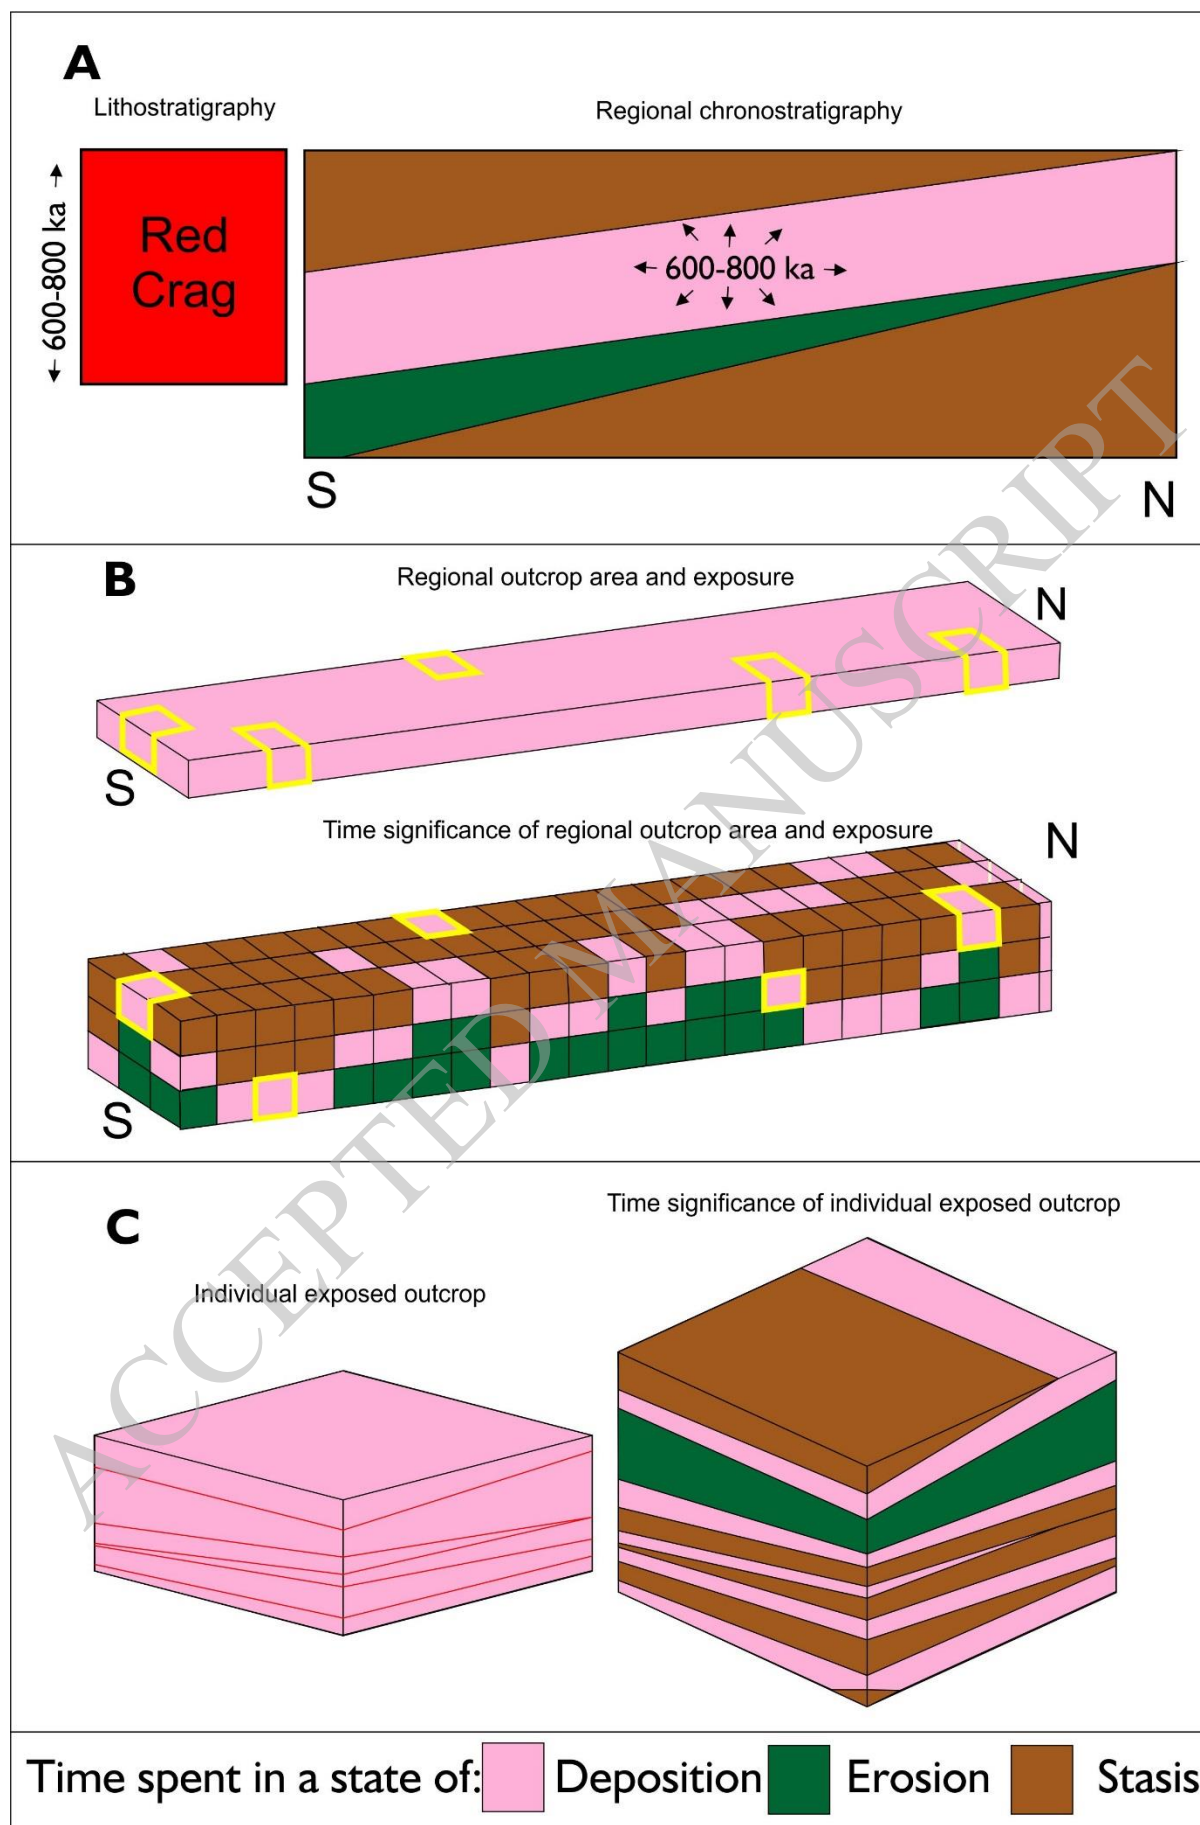 A
Lithostratigraphy
Regional chronostratigraphy
600-800 ka
Red
Crag
600-800 ka
S
N
B
Regional outcrop area and exposure
N
S
Time significance of regional outcrop area and exposure
N
S
C
Time significance of individual exposed outcrop
Individual exposed outcrop
ACCEPTED MANUSCRIPT
Time spent in a state of: Deposition Erosion Stasis